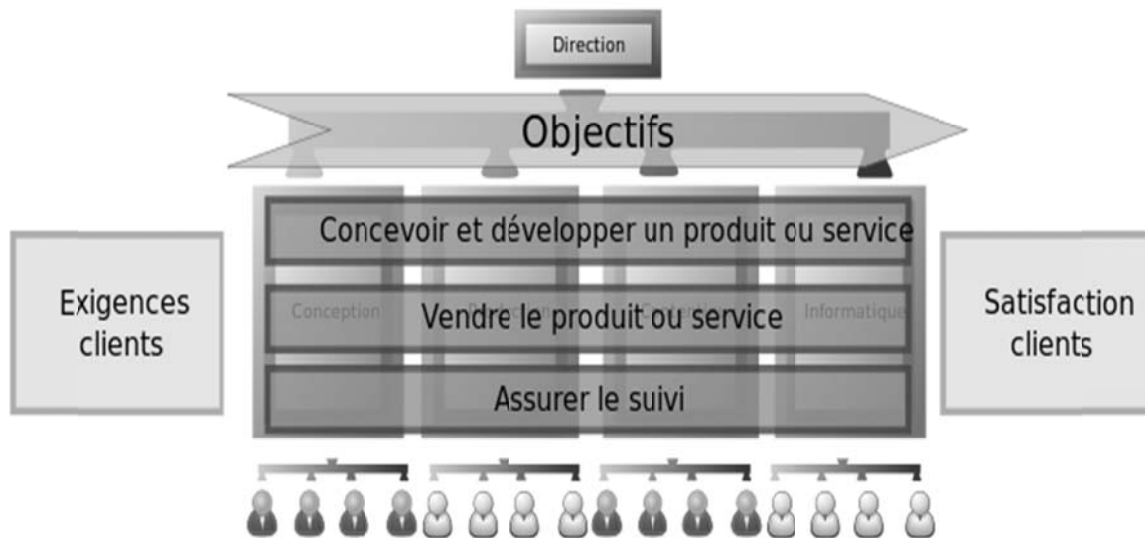 Direction
Objectifs
Concevoir et développer un produit ou service
Exigences
clients
Conception
Informatique
Vendre le produit ou service
Satisfaction
clients
Assurer le suivi